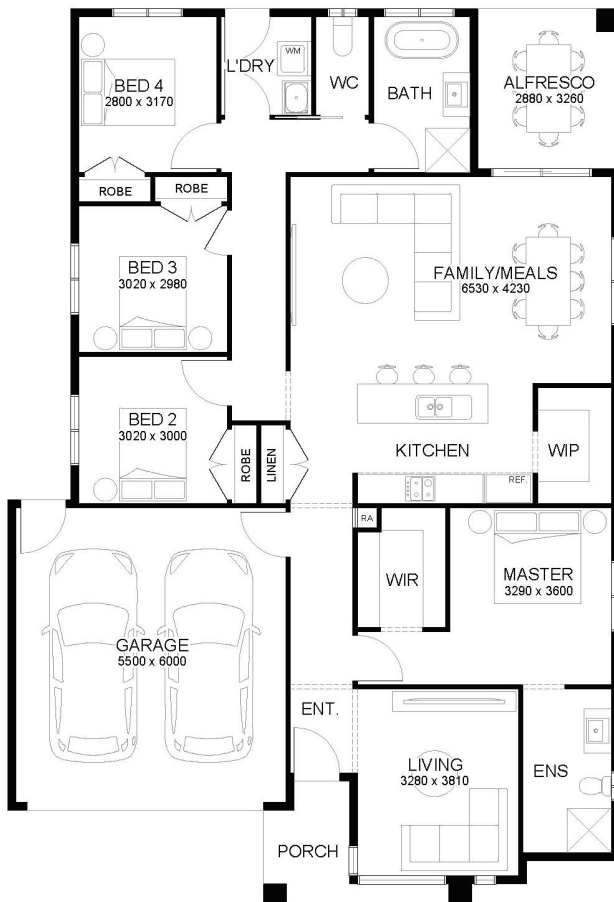 BED 4
2800 x 3170
L'DRY
WM
WC
BATH
ALFRESCO
2880 x 3260
ROBE
ROBE
BED 3
3020 x 2980
FAMILY/MEALS
6530 x 4230
BED 2
3020 x 3000
ROBE
LINEN
KITCHEN
WIP
REF.
RA
WIR
MASTER
3290 x 3600
GARAGE
5500 x 6000
ENT.
LIVING
3280 x 3810
ENS
PORCH